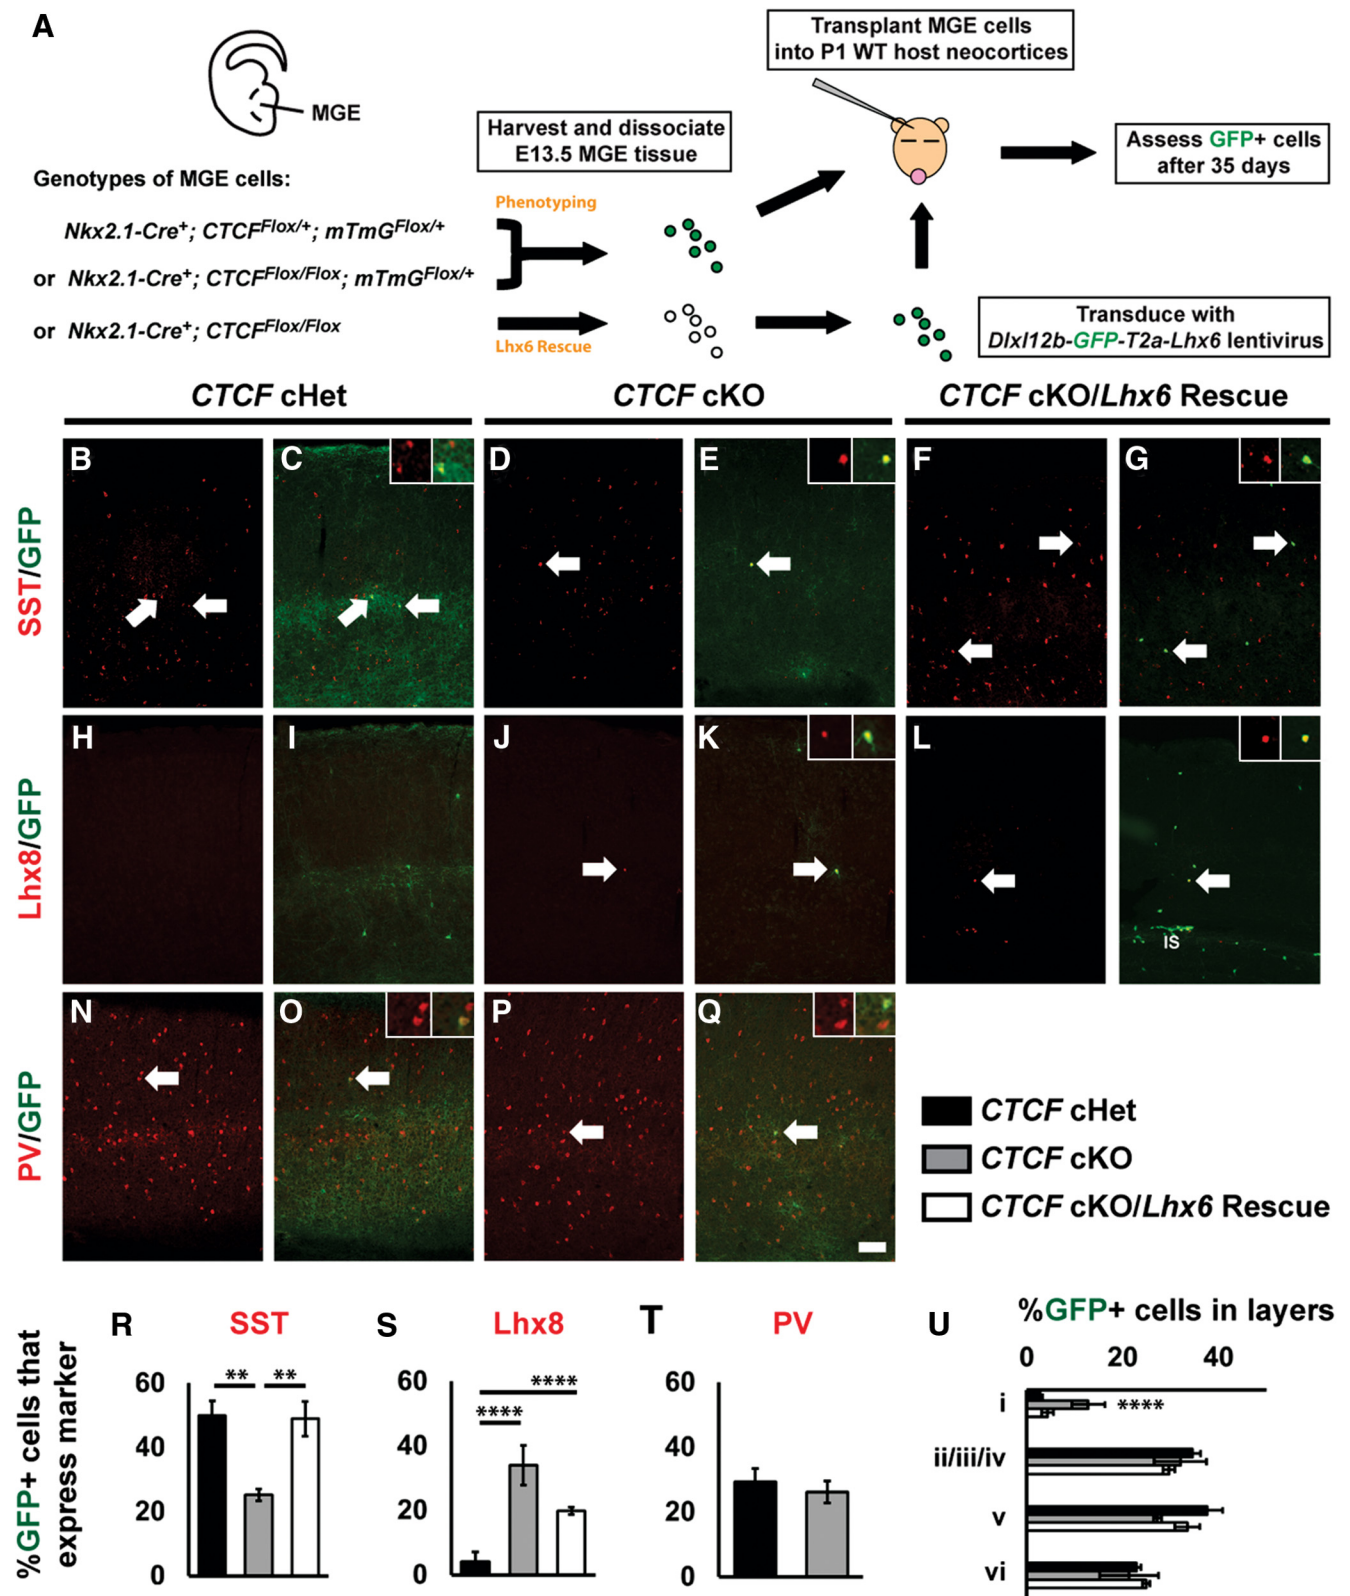 A
MGE
Genotypes of MGE cells:
Nkx2.1-Cre+; CTCFFlox/+; mTmGFlox/+
or Nkx2.1-Cre+; CTCFFlox/Flox; mTmGFlox/+
or Nkx2.1-Cre+; CTCFFlox/Flox
Harvest and dissociate
E13.5 MGE tissue
Phenotyping
Lhx6 Rescue
Transplant MGE cells
into P1 WT host neocortices
Assess GFP+ cells
after 35 days
Transduce with
DlxI12b-GFP-T2a-Lhx6 lentivirus
CTCF cHet
CTCF cKO
CTCF cKO/Lhx6 Rescue
SST/GFP
B
C
D
E
F
G
Lhx8/GFP
H
I
J
K
L
IS
PV/GFP
N
O
P
Q
CTCF cHet
CTCF cKO
CTCF cKO/Lhx6 Rescue
%GFP+ cells that
express marker
R
SST
60
40
20
0
** **
S
Lhx8
60
40
20
0
****
****
T
PV
60
40
20
0
U
%GFP+ cells in layers
0 20 40
i
****
ii/iii/iv
v
vi